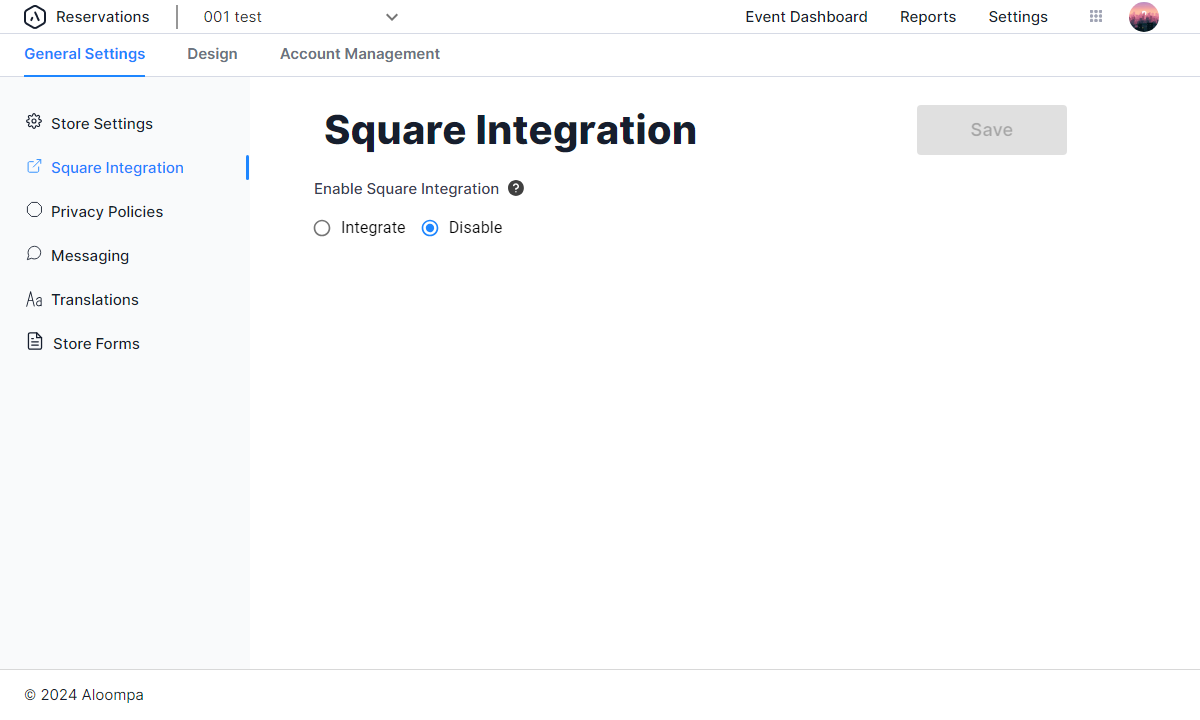 Reservations 001 test Event Dashboard Reports Settings
General Settings Design Account Management
Store Settings
Square Integration
Privacy Policies
Messaging
Aa Translations
Store Forms
Square Integration Save
Enable Square Integration ?
Integrate Disable
© 2024 Aloompa